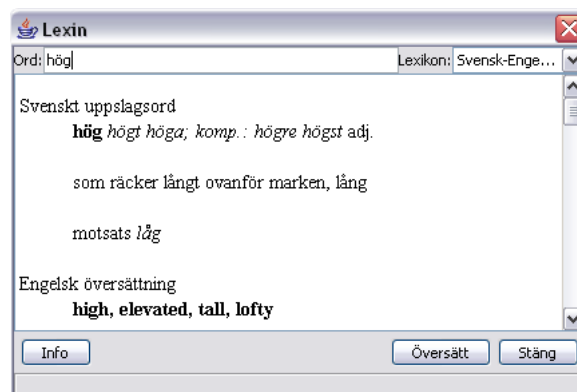 Lexin
Ord: hög Lexikon: Svensk-Enge...
Svenskt uppslagsord
hög högt höga; komp.: högre högst adj.
som räcker långt ovanför marken, lång
motsats låg
Engelsk översättning
high, elevated, tall, lofty
Info Översätt Stäng